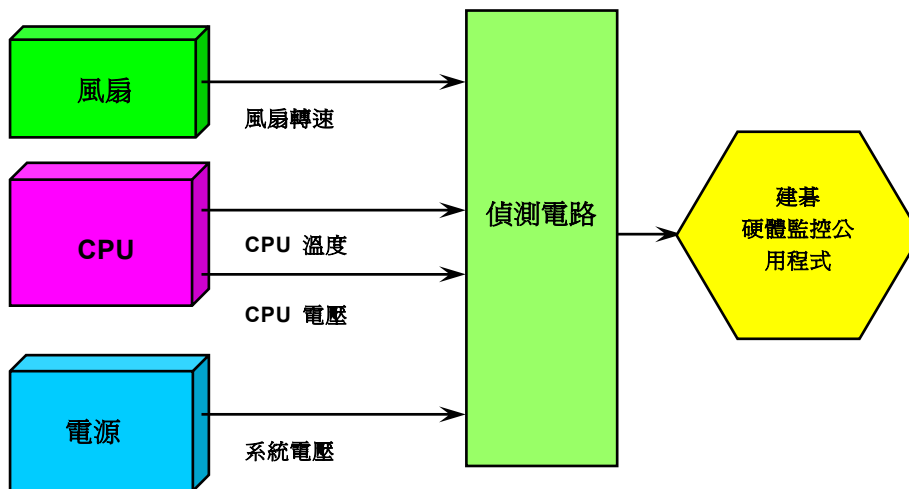 風扇
風扇轉速
CPU
CPU 溫度
CPU 電壓
電源
系統電壓
偵測電路
建碁
硬體監控公
用程式